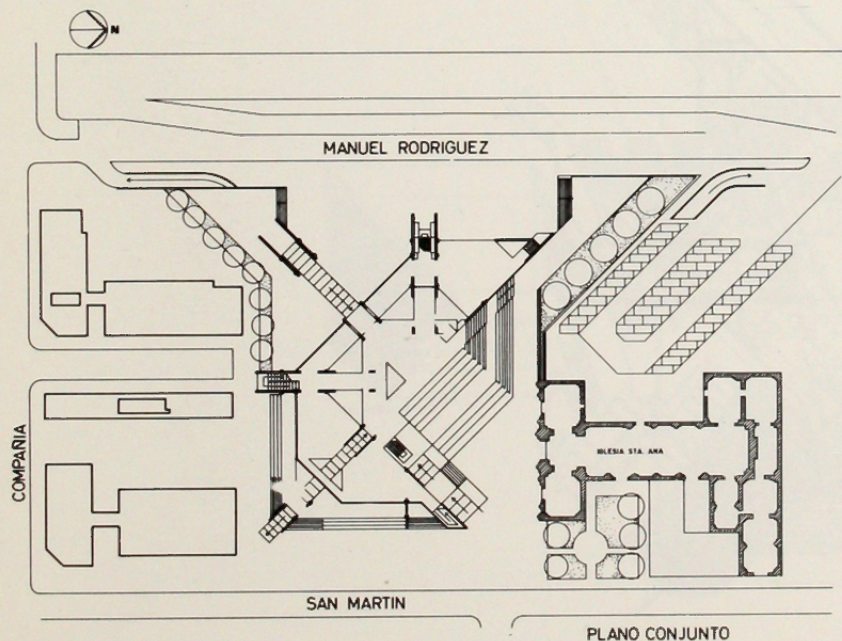 N
MANUEL RODRIGUEZ
COMPAÑIA
IGLESIA STA. ANA
SAN MARTIN
PLANO CONJUNTO